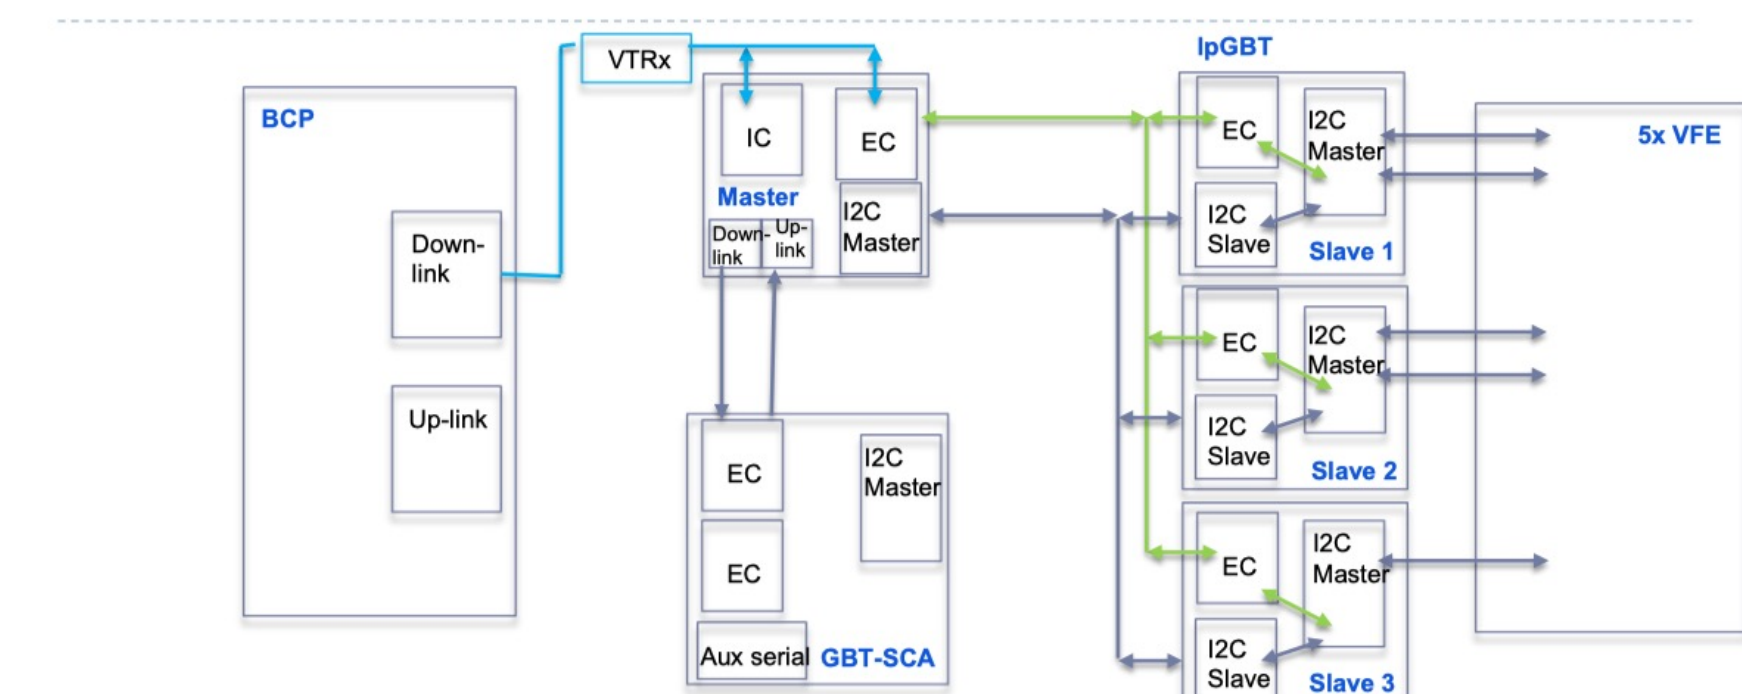 BCP
Down-
link
Up-link
VTRx
IC
EC
Master
Down-
link
Up-
link
I2C
Master
EC
I2C
Master
EC
Aux serial
GBT-SCA
lpGBT
EC
I2C
Master
I2C
Slave
Slave 1
EC
I2C
Master
I2C
Slave
Slave 2
EC
I2C
Master
I2C
Slave
Slave 3
5x VFE